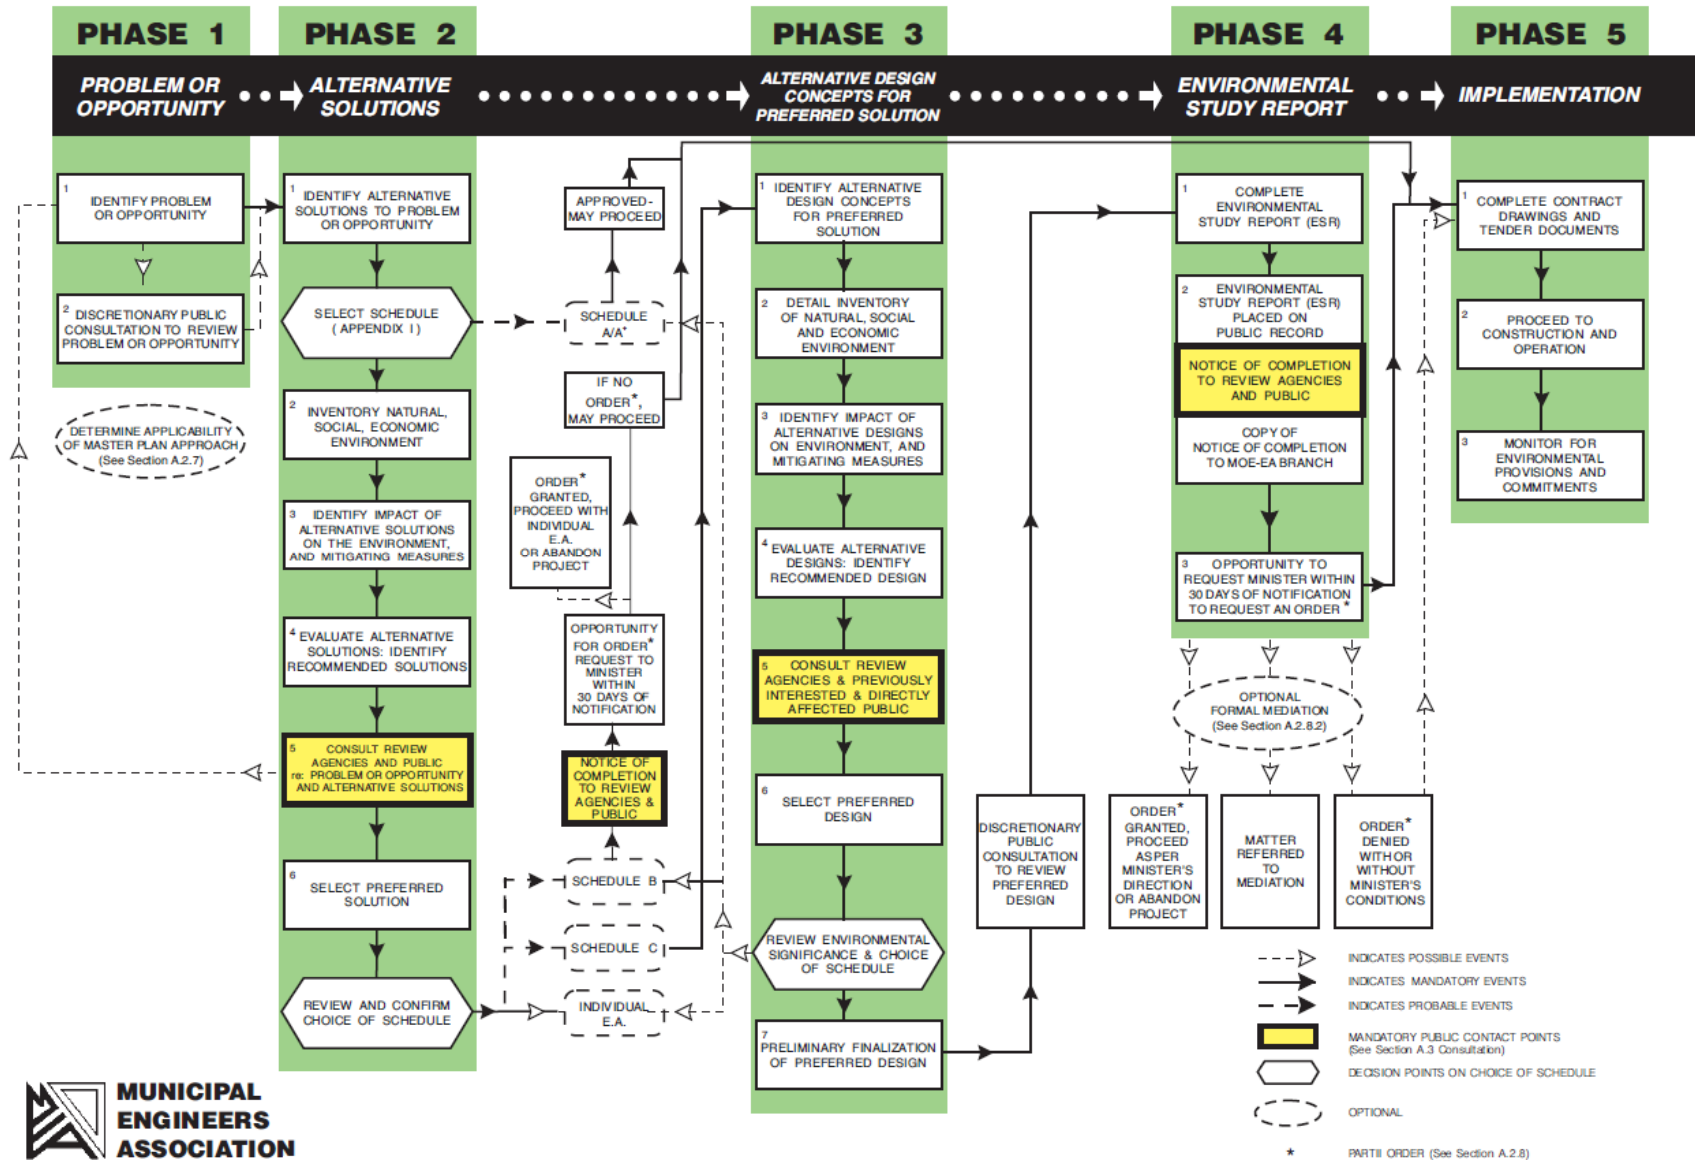 PHASE 1
PHASE 2
PHASE 3
PHASE 4
PHASE 5
PROBLEM OR
OPPORTUNITY
ALTERNATIVE
SOLUTIONS
ALTERNATIVE DESIGN
CONCEPTS FOR
PREFERRED SOLUTION
ENVIRONMENTAL
STUDY REPORT
IMPLEMENTATION
1
IDENTIFY PROBLEM
OR OPPORTUNITY
2 DISCRETIONARY PUBLIC
CONSULTATION TO REVIEW
PROBLEM OR OPPORTUNITY
DETERMINE APPLICABILITY
OF MASTER PLAN APPROACH
(See Section A.2.7)
1
IDENTIFY ALTERNATIVE
SOLUTIONS TO PROBLEM
OR OPPORTUNITY
SELECT SCHEDULE
( APPENDIX I )
2
INVENTORY NATURAL,
SOCIAL, ECONOMIC
ENVIRONMENT
3 IDENTIFY IMPACT OF
ALTERNATIVE SOLUTIONS
ON THE ENVIRONMENT,
AND MITIGATING MEASURES
4 EVALUATE ALTERNATIVE
SOLUTIONS: IDENTIFY
RECOMMENDED SOLUTIONS
5 CONSULT REVIEW
AGENCIES AND PUBLIC
re: PROBLEM OR OPPORTUNITY
AND ALTERNATIVE SOLUTIONS
6
SELECT PREFERRED
SOLUTION
REVIEW AND CONFIRM
CHOICE OF SCHEDULE
APPROVED-
MAY PROCEED
SCHEDULE
A/A+
IF NO
ORDER*,
MAY PROCEED
ORDER*
GRANTED,
PROCEED WITH
INDIVIDUAL
E.A.
OR ABANDON
PROJECT
OPPORTUNITY
FOR ORDER*
REQUEST TO
MINISTER
WITHIN
30 DAYS OF
NOTIFICATION
NOTICE OF
COMPLETION
TO REVIEW
AGENCIES &
PUBLIC
SCHEDULE B
SCHEDULE C
INDIVIDUAL
E.A.
1 IDENTIFY ALTERNATIVE
DESIGN CONCEPTS
FOR PREFERRED
SOLUTION
2 DETAIL INVENTORY
OF NATURAL, SOCIAL
AND ECONOMIC
ENVIRONMENT
3 IDENTIFY IMPACT OF
ALTERNATIVE DESIGNS
ON ENVIRONMENT, AND
MITIGATING MEASURES
4 EVALUATE ALTERNATIVE
DESIGNS: IDENTIFY
RECOMMENDED DESIGN
5 CONSULT REVIEW
AGENCIES & PREVIOUSLY
INTERESTED & DIRECTLY
AFFECTED PUBLIC
6
SELECT PREFERRED
DESIGN
REVIEW ENVIRONMENTAL
SIGNIFICANCE & CHOICE
OF SCHEDULE
7
PRELIMINARY FINALIZATION
OF PREFERRED DESIGN
DISCRETIONARY
PUBLIC
CONSULTATION
TO REVIEW
PREFERRED
DESIGN
1
COMPLETE
ENVIRONMENTAL
STUDY REPORT (ESR)
2 ENVIRONMENTAL
STUDY REPORT (ESR)
PLACED ON
PUBLIC RECORD
NOTICE OF COMPLETION
TO REVIEW AGENCIES
AND PUBLIC
COPY OF
NOTICE OF COMPLETION
TO MOE-EA BRANCH
3 OPPORTUNITY TO
REQUEST MINISTER WITHIN
30 DAYS OF NOTIFICATION
TO REQUEST AN ORDER *
OPTIONAL
FORMAL MEDIATION
(See Section A.2.8.2)
ORDER*
GRANTED,
PROCEED
AS PER
MINISTER'S
DIRECTION
OR ABANDON
PROJECT
MATTER
REFERRED
TO
MEDIATION
ORDER*
DENIED
WITH OR
WITHOUT
MINISTER'S
CONDITIONS
1
COMPLETE CONTRACT
DRAWINGS AND
TENDER DOCUMENTS
2
PROCEED TO
CONSTRUCTION AND
OPERATION
3
MONITOR FOR
ENVIRONMENTAL
PROVISIONS AND
COMMITMENTS
INDICATES POSSIBLE EVENTS
INDICATES MANDATORY EVENTS
INDICATES PROBABLE EVENTS
MANDATORY PUBLIC CONTACT POINTS
(See Section A.3 Consultation)
DECISION POINTS ON CHOICE OF SCHEDULE
OPTIONAL
* PART II ORDER (See Section A.2.8)
MUNICIPAL
ENGINEERS
ASSOCIATION